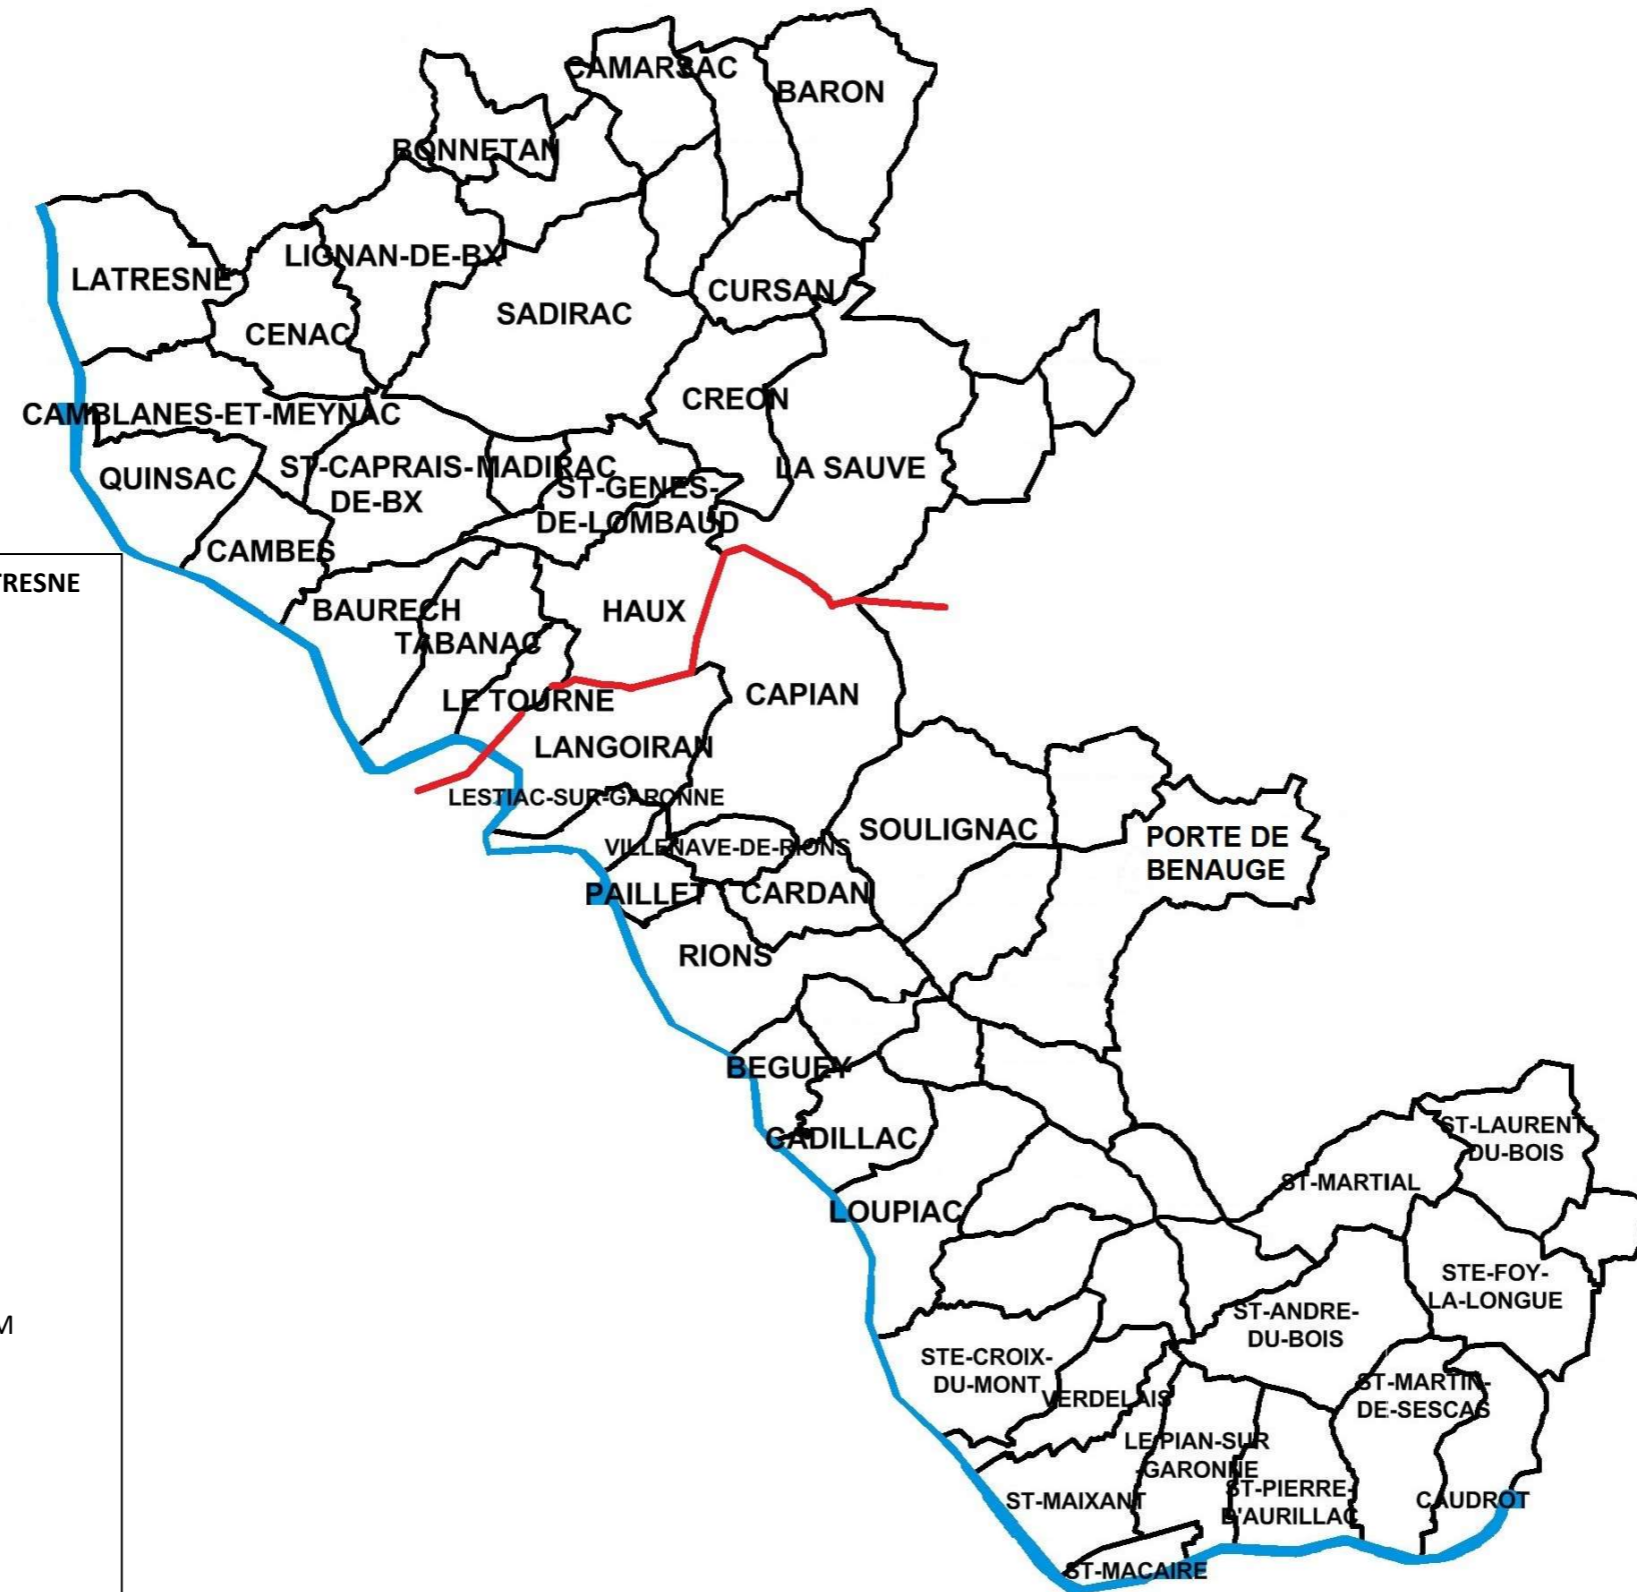 CAMARSAC
BARON
BONNETAN
LIGNAN-DE-BX
LATRESNE
CURSAN
SADIRAC
CENAC
CREON
CAMBLANES-ET-MEYNAC
QUINSAC
ST-CAPRAIS-
DE-BX
MADIRAC
LA SAUVE
ST-GENES-
DE-LOMBAUD
CAMBES
TRESNE
BAURECH
HAUX
TABANAC
LE TOURNE
CAPIAN
LANGOIRAN
LESTIAC-SUR-GARONNE
SOULIGNAC
PORTE DE
BENAUGE
VILLENAVE-DE-RIONS
PAILLET
CARDAN
RIONS
BEGUEY
CADILLAC
ST-LAURENT
DU-BOIS
ST-MARTIAL
LOUPIAC
STE-FOY-
LA-LONGUE
ST-ANDRE-
DU-BOIS
M
STE-CROIX-
DU-MONT
VERDELAIS
ST-MARTIN-
DE-SESCAS
LE PIAN-SUR
-GARONNE
ST-PIERRE-
D'AURILLAC
ST-MAIXANT
CAUDROT
ST-MACAIRE